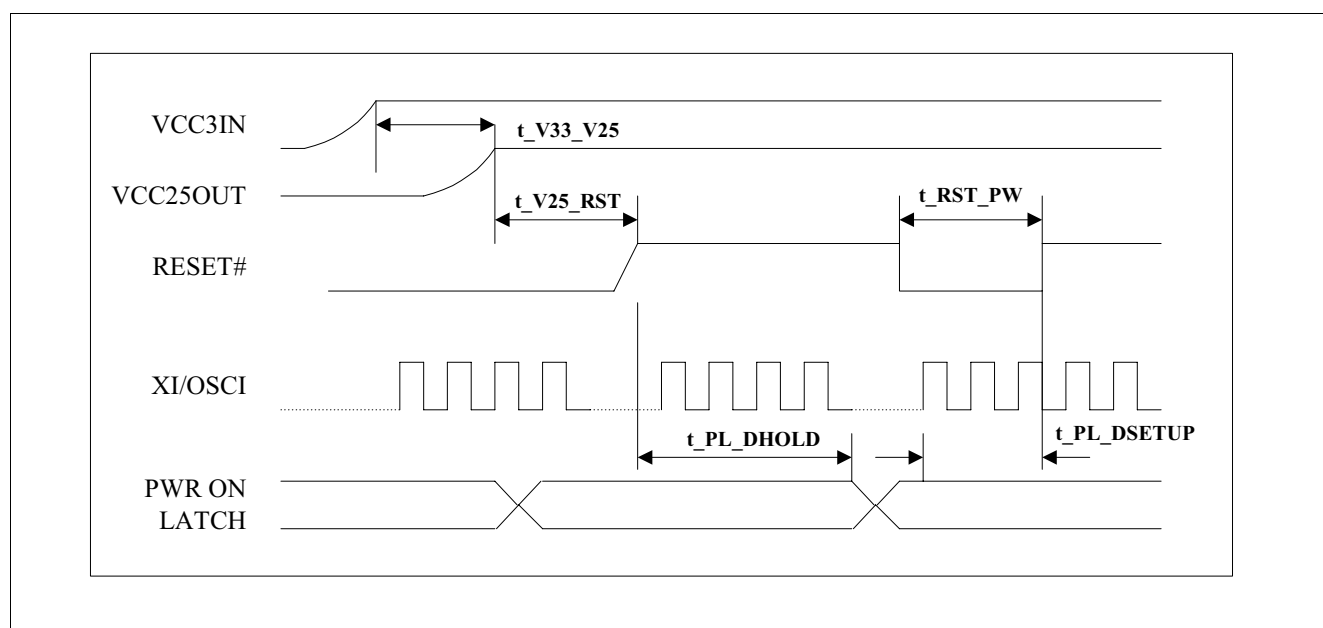 VCC3IN
t_V33_V25
VCC25OUT
t_V25_RST
t_RST_PW
RESET#
XI/OSCI
t_PL_DHOLD
t_PL_DSETUP
PWR ON
LATCH